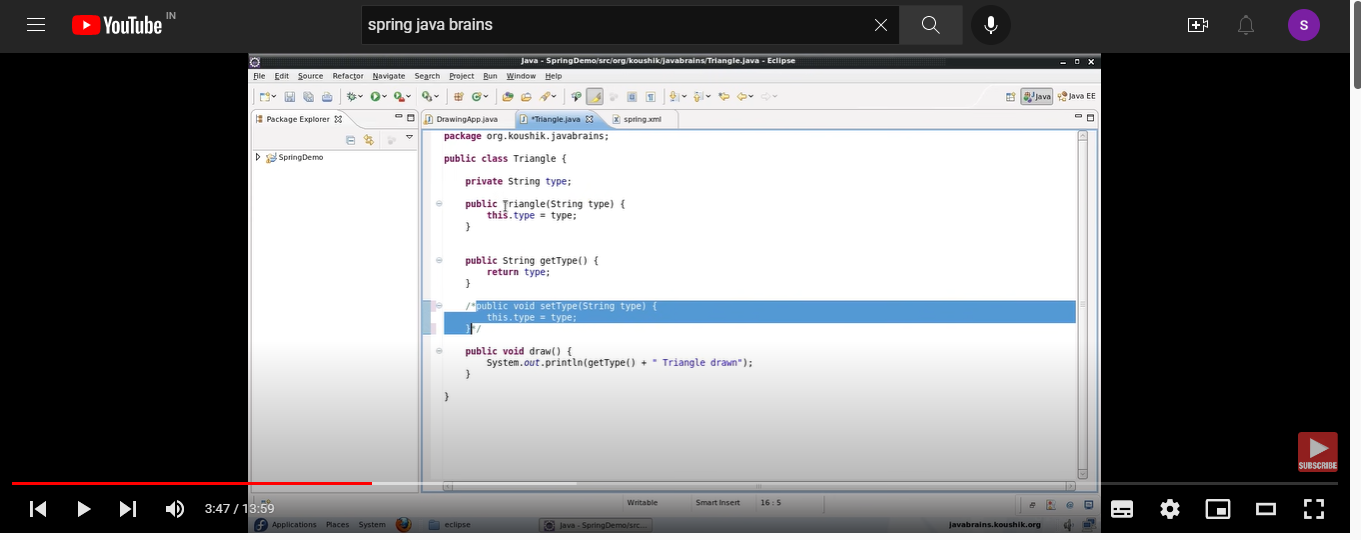 YouTube IN
spring java brains
S
Java - SpringDemo/src/org/koushik/javabrains/Triangle.java - Eclipse
File Edit Source Refactor Navigate Search Project Run Window Help
Java Java EE
Package Explorer
DrawingApp.java *Triangle.java spring.xml
SpringDemo
package org.koushik.javabrains;
public class Triangle {
private String type;
public Triangle(String type) {
this.type = type;
}
public String getType() {
return type;
}
/*public void setType(String type) {
this.type = type;
}*/
public void draw() {
System.out.println(getType() + " Triangle drawn");
}
}
SUBSCRIBE
Writable Smart Insert 16 : 5
3:47 / 13:59
Applications Places System eclipse Java - SpringDemo/src... javabrains.koushik.org